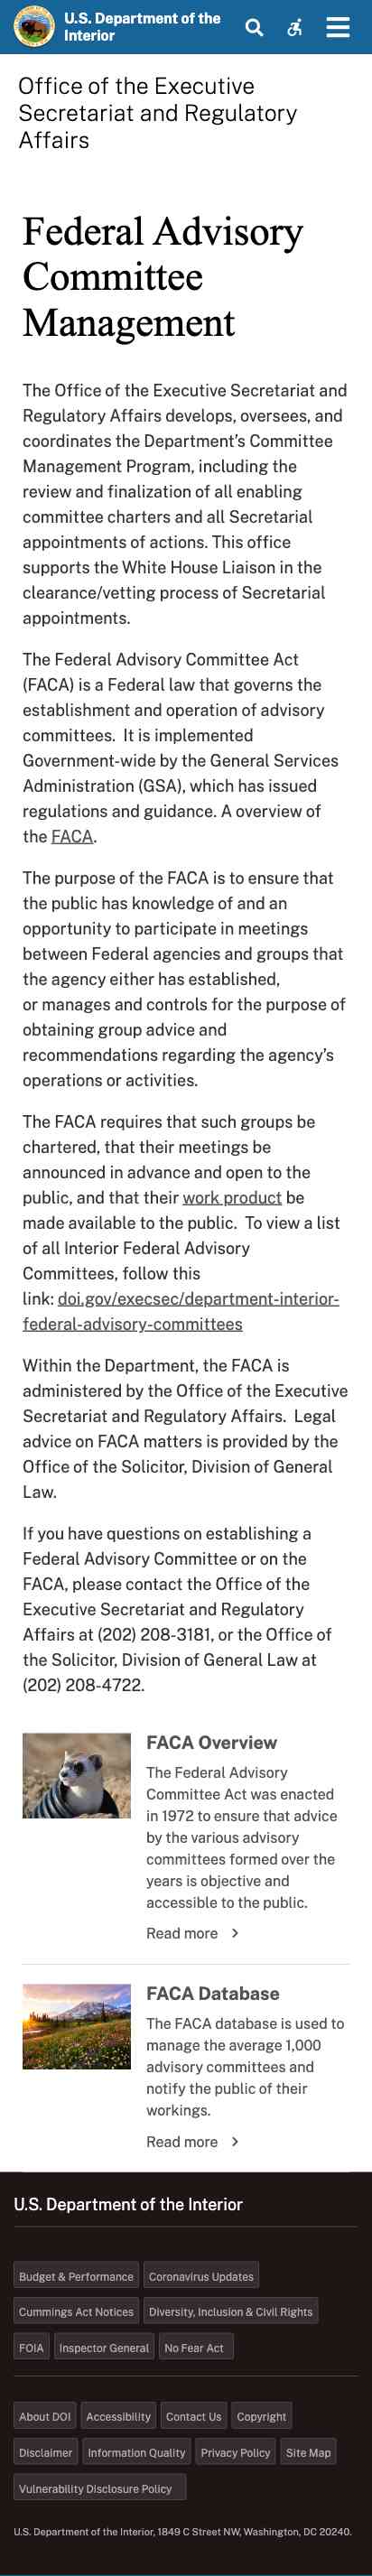 U.S. Department of the
Interior
Office of the Executive
Secretariat and Regulatory
Affairs
Federal Advisory
Committee
Management
The Office of the Executive Secretariat and
Regulatory Affairs develops, oversees, and
coordinates the Department’s Committee
Management Program, including the
review and finalization of all enabling
committee charters and all Secretarial
appointments of actions. This office
supports the White House Liaison in the
clearance/vetting process of Secretarial
appointments.
The Federal Advisory Committee Act
(FACA) is a Federal law that governs the
establishment and operation of advisory
committees.  It is implemented
Government-wide by the General Services
Administration (GSA), which has issued
regulations and guidance. A overview of
the FACA.
The purpose of the FACA is to ensure that
the public has knowledge of and an
opportunity to participate in meetings
between Federal agencies and groups that
the agency either has established,
or manages and controls for the purpose of
obtaining group advice and
recommendations regarding the agency’s
operations or activities.
The FACA requires that such groups be
chartered, that their meetings be
announced in advance and open to the
public, and that their work product be
made available to the public.  To view a list
of all Interior Federal Advisory
Committees, follow this
link: doi.gov/execsec/department-interior-
federal-advisory-committees
Within the Department, the FACA is
administered by the Office of the Executive
Secretariat and Regulatory Affairs.  Legal
advice on FACA matters is provided by the
Office of the Solicitor, Division of General
Law.
If you have questions on establishing a
Federal Advisory Committee or on the
FACA, please contact the Office of the
Executive Secretariat and Regulatory
Affairs at (202) 208-3181, or the Office of
the Solicitor, Division of General Law at
(202) 208-4722.
FACA Overview
The Federal Advisory
Committee Act was enacted
in 1972 to ensure that advice
by the various advisory
committees formed over the
years is objective and
accessible to the public.
Read more
FACA Database
The FACA database is used to
manage the average 1,000
advisory committees and
notify the public of their
workings.
Read more
U.S. Department of the Interior
Budget & Performance Coronavirus Updates
Cummings Act Notices Diversity, Inclusion & Civil Rights
FOIA Inspector General No Fear Act
About DOI Accessibility Contact Us Copyright
Disclaimer Information Quality Privacy Policy Site Map
Vulnerability Disclosure Policy
U.S. Department of the Interior, 1849 C Street NW, Washington, DC 20240.